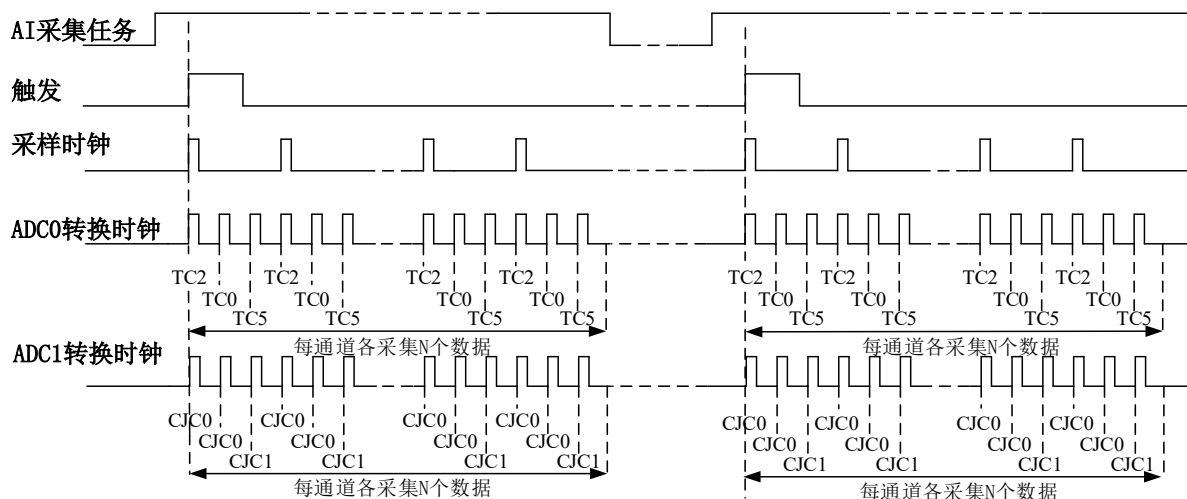 AI采集任务
触发
采样时钟
ADC0转换时钟
TC2 TC2 TC2 TC2 TC2 TC2 TC2 TC2
TC0 TC0 TC0 TC0 TC0 TC0 TC0 TC0
TC5 TC5 TC5 TC5 TC5 TC5 TC5 TC5
每通道各采集N个数据 每通道各采集N个数据
ADC1转换时钟
CJC0 CJC0 CJC0 CJC0 CJC0 CJC0 CJC0 CJC0
CJC0 CJC0 CJC0 CJC0 CJC0 CJC0 CJC0 CJC0
CJC1 CJC1 CJC1 CJC1 CJC1 CJC1 CJC1 CJC1
每通道各采集N个数据 每通道各采集N个数据